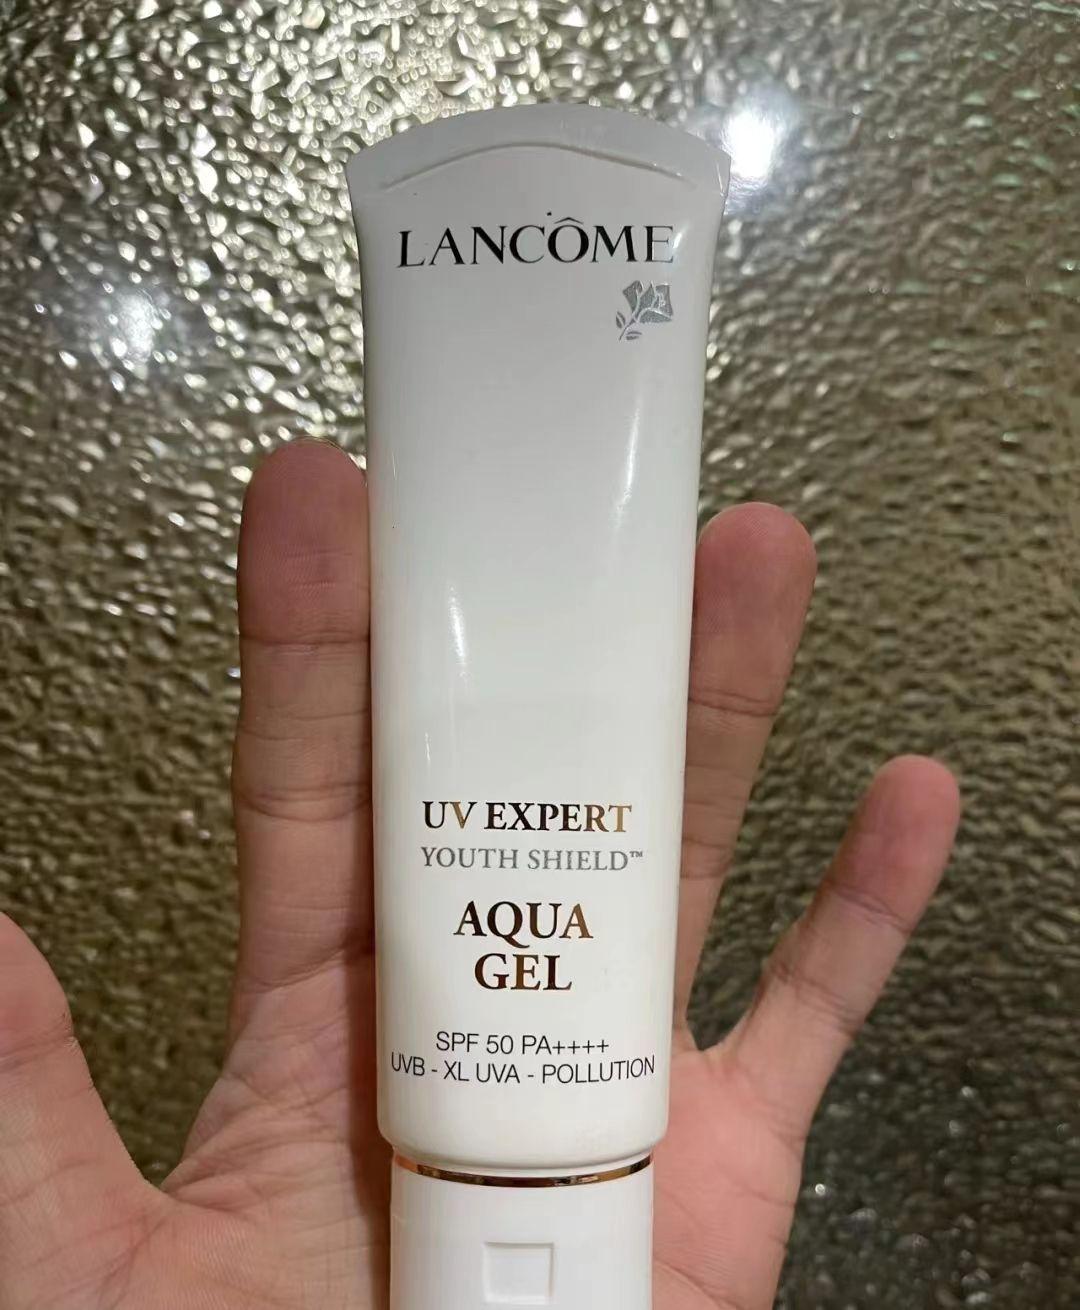 LANCÔME
UV EXPERT
YOUTH SHIELD™
AQUA
GEL
SPF 50 PA++++
UVB - XL UVA - POLLUTION